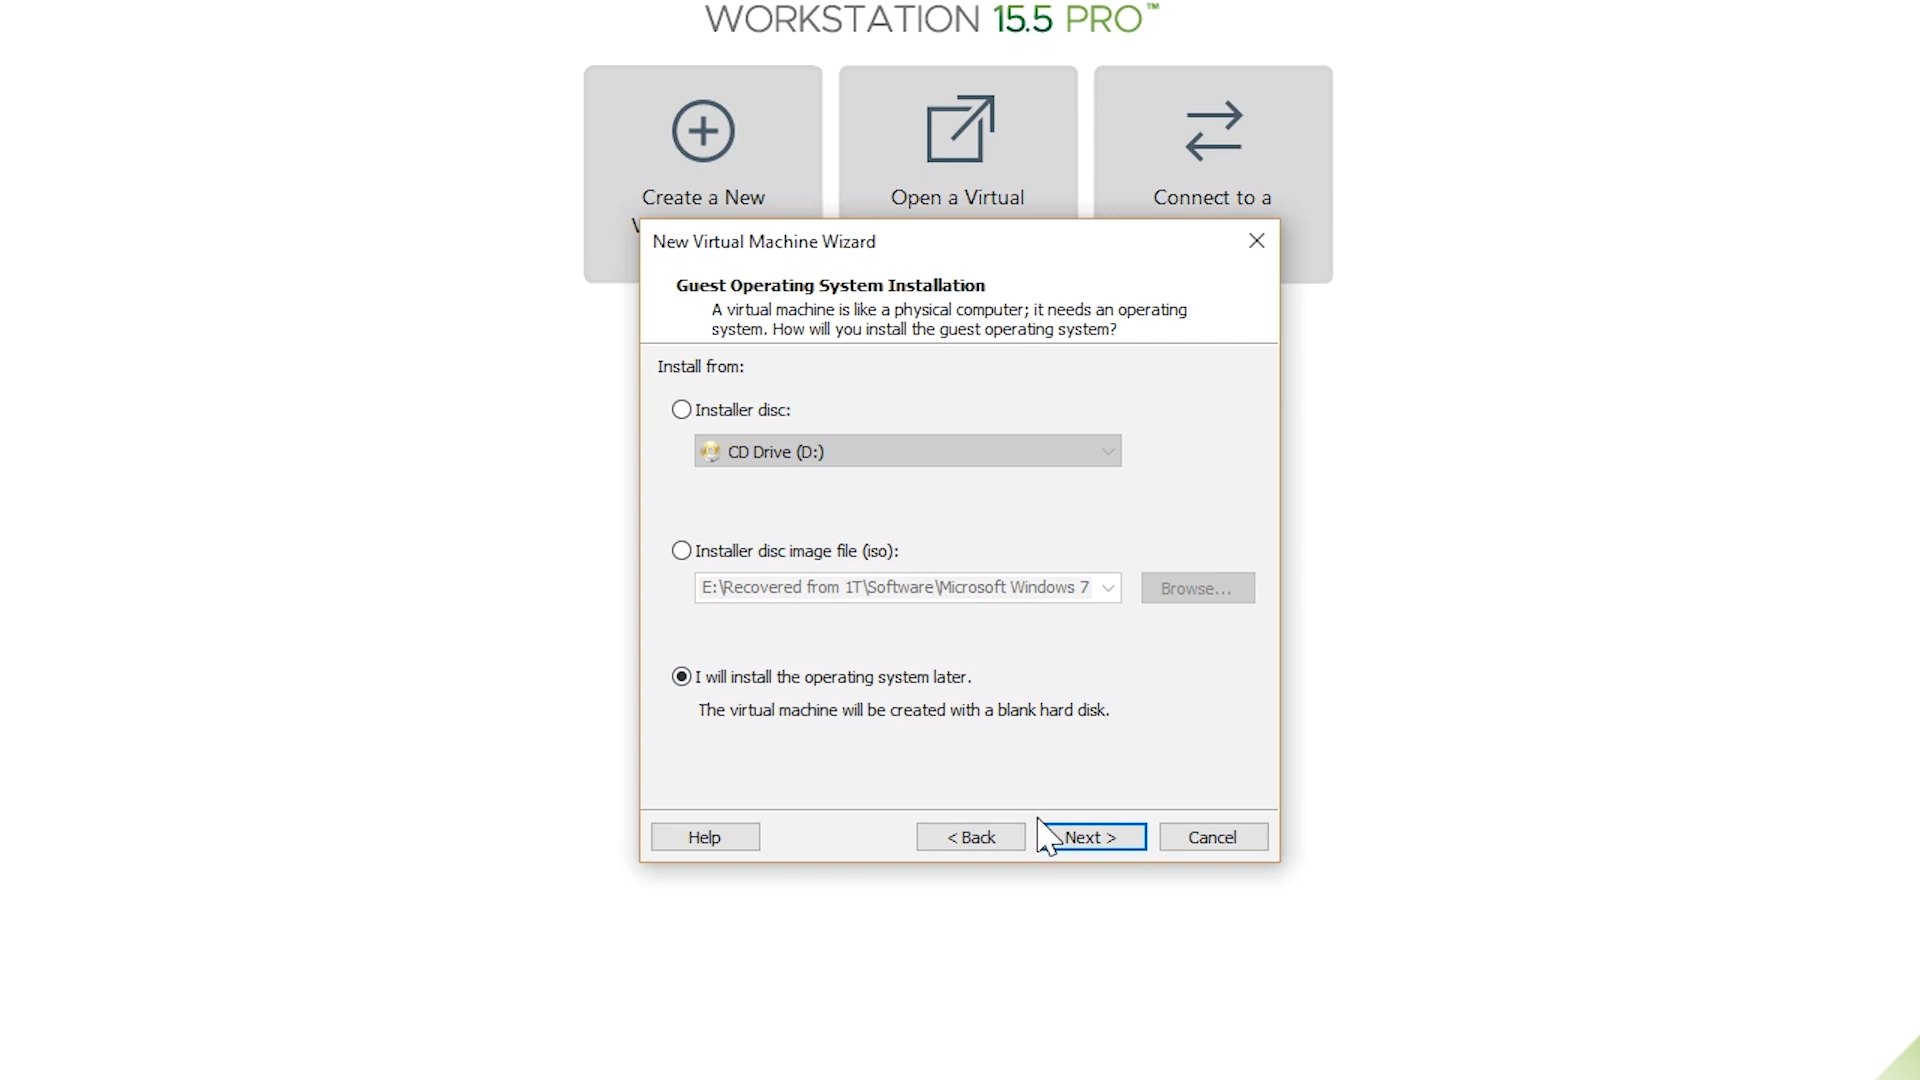 WORKSTATION 15.5 PRO™
Create a New
Open a Virtual
Connect to a
New Virtual Machine Wizard
Guest Operating System Installation
A virtual machine is like a physical computer; it needs an operating
system. How will you install the guest operating system?
Install from:
Installer disc:
CD Drive (D:)
Installer disc image file (iso):
E:\Recovered from 1T\Software\Microsoft Windows 7
Browse...
I will install the operating system later.
The virtual machine will be created with a blank hard disk.
Help
< Back
Next >
Cancel